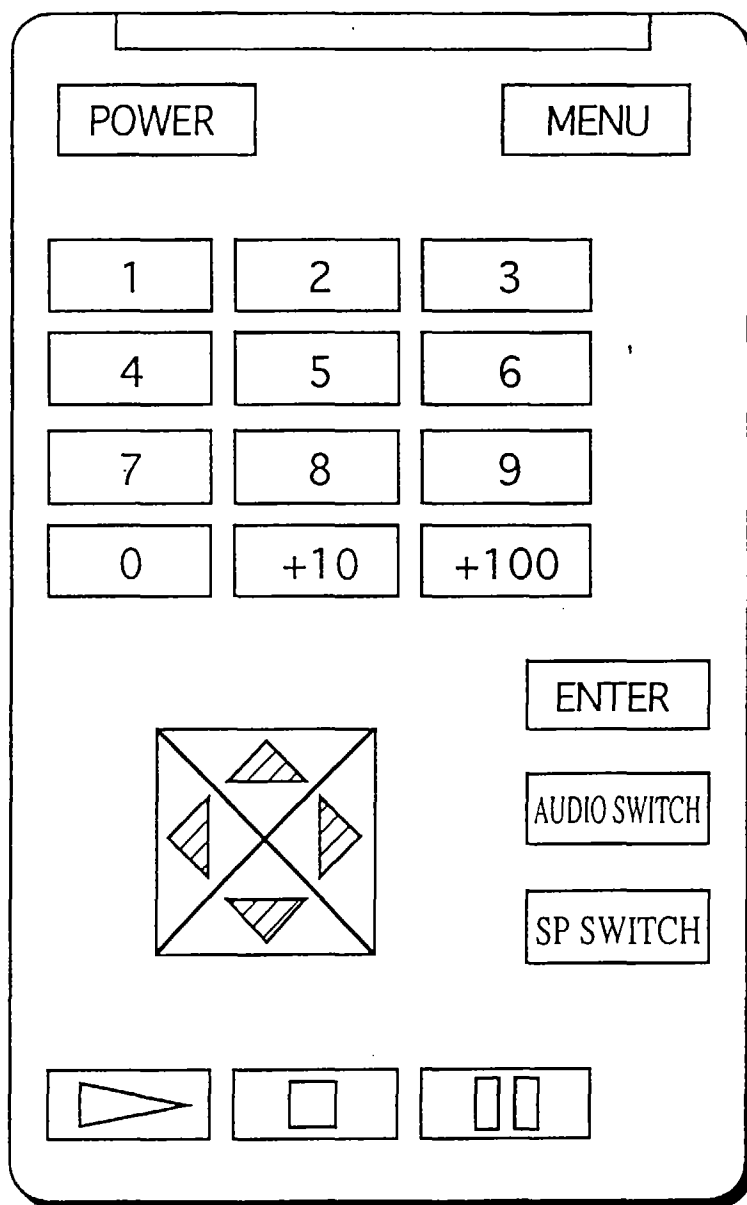 POWER MENU
1 2 3
4 5 6
7 8 9
0 +10 +100
ENTER
AUDIO SWITCH
SP SWITCH